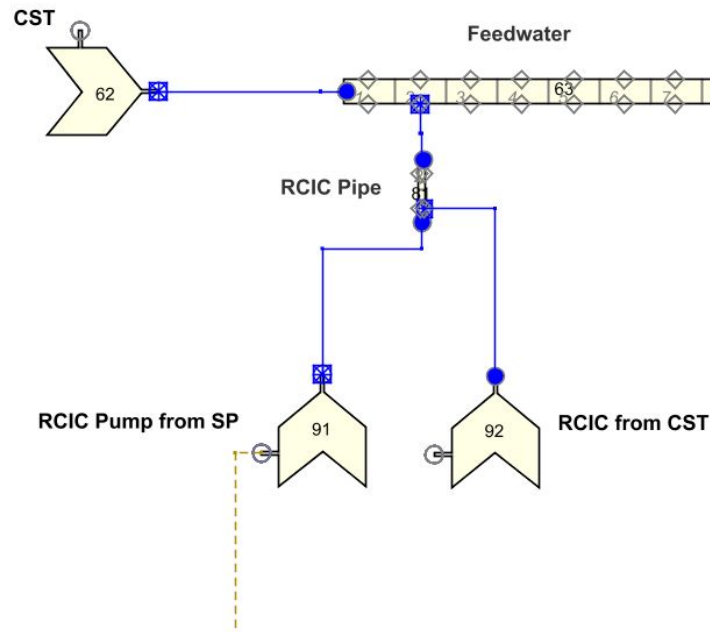 CST
Feedwater
62
1 2 3 4 5 63 6 7
RCIC Pipe
81
RCIC Pump from SP
91
92
RCIC from CST